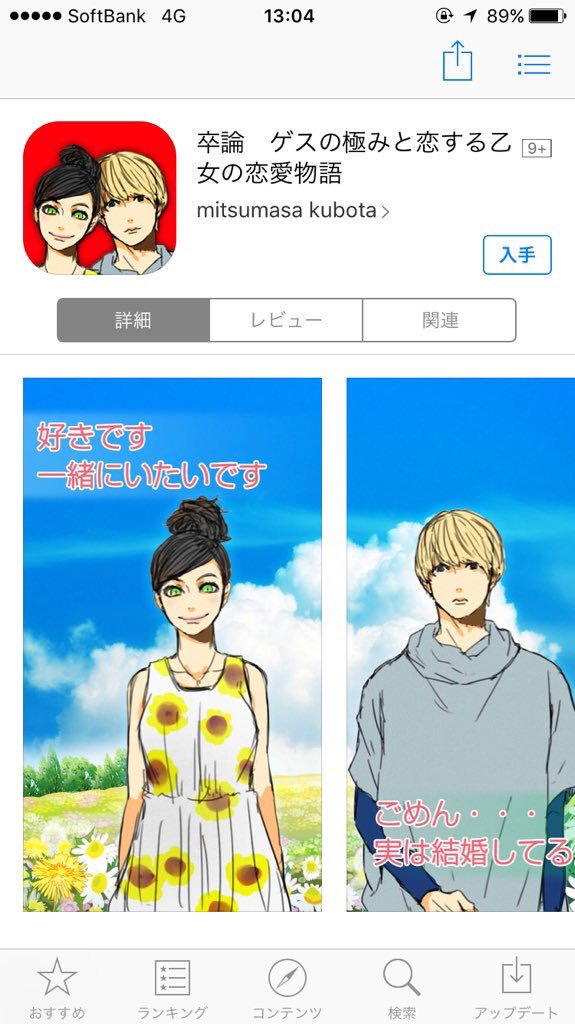 SoftBank 4G 13:04 89%
卒論　ゲスの極みと恋する乙
女の恋愛物語
9+
mitsumasa kubota
入手
詳細 レビュー 関連
好きです
一緒にいたいです
ごめん・・・
実は結婚してる
おすすめ ランキング コンテンツ 検索 アップデート